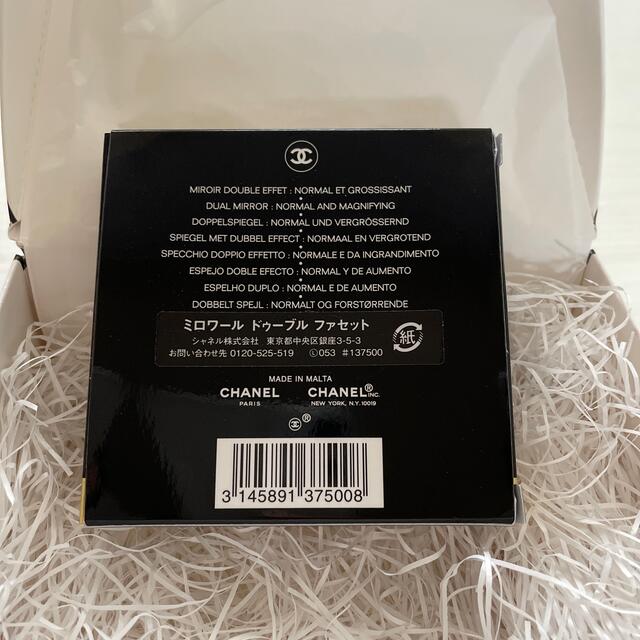 MIROIR DOUBLE EFFET : NORMAL ET GROSSISSANT
DUAL MIRROR : NORMAL AND MAGNIFYING
DOPPELSPIEGEL : NORMAL UND VERGRÖSSERND
SPIEGEL MET DUBBEL EFFECT : NORMAAL EN VERGROTEND
SPECCHIO DOPPIO EFFETTO : NORMALE E DA INGRANDIMENTO
ESPEJO DOBLE EFECTO : NORMAL Y DE AUMENTO
ESPELHO DUPLO : NORMAL E DE AUMENTO
DOBBELT SPEJL : NORMALT OG FORSTØRRENDE
ミロワール ドゥーブル ファセット
シャネル株式会社 東京都中央区銀座3-5-3
お問い合わせ先 0120-525-519 Ⓛ053 #137500
紙
MADE IN MALTA
CHANEL CHANEL® INC.
PARIS NEW YORK, N.Y. 10019
®
3 145891 375008